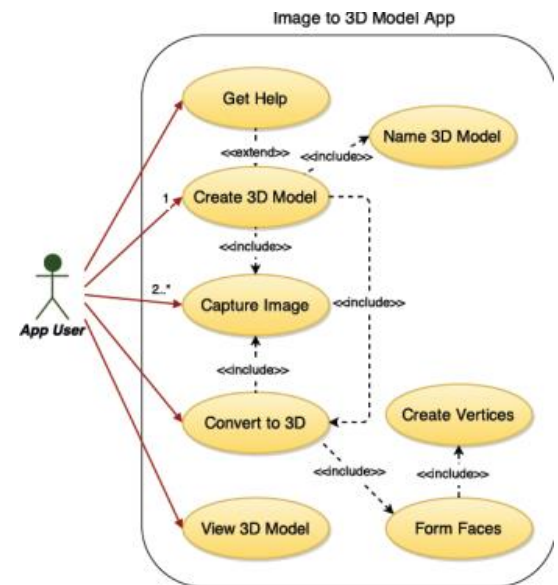 Image to 3D Model App
Get Help
<<extend>>
<<include>>
Name 3D Model
1
Create 3D Model
<<include>>
2..*
Capture Image
<<include>>
App User
<<include>>
Convert to 3D
Create Vertices
<<include>>
<<include>>
View 3D Model
Form Faces